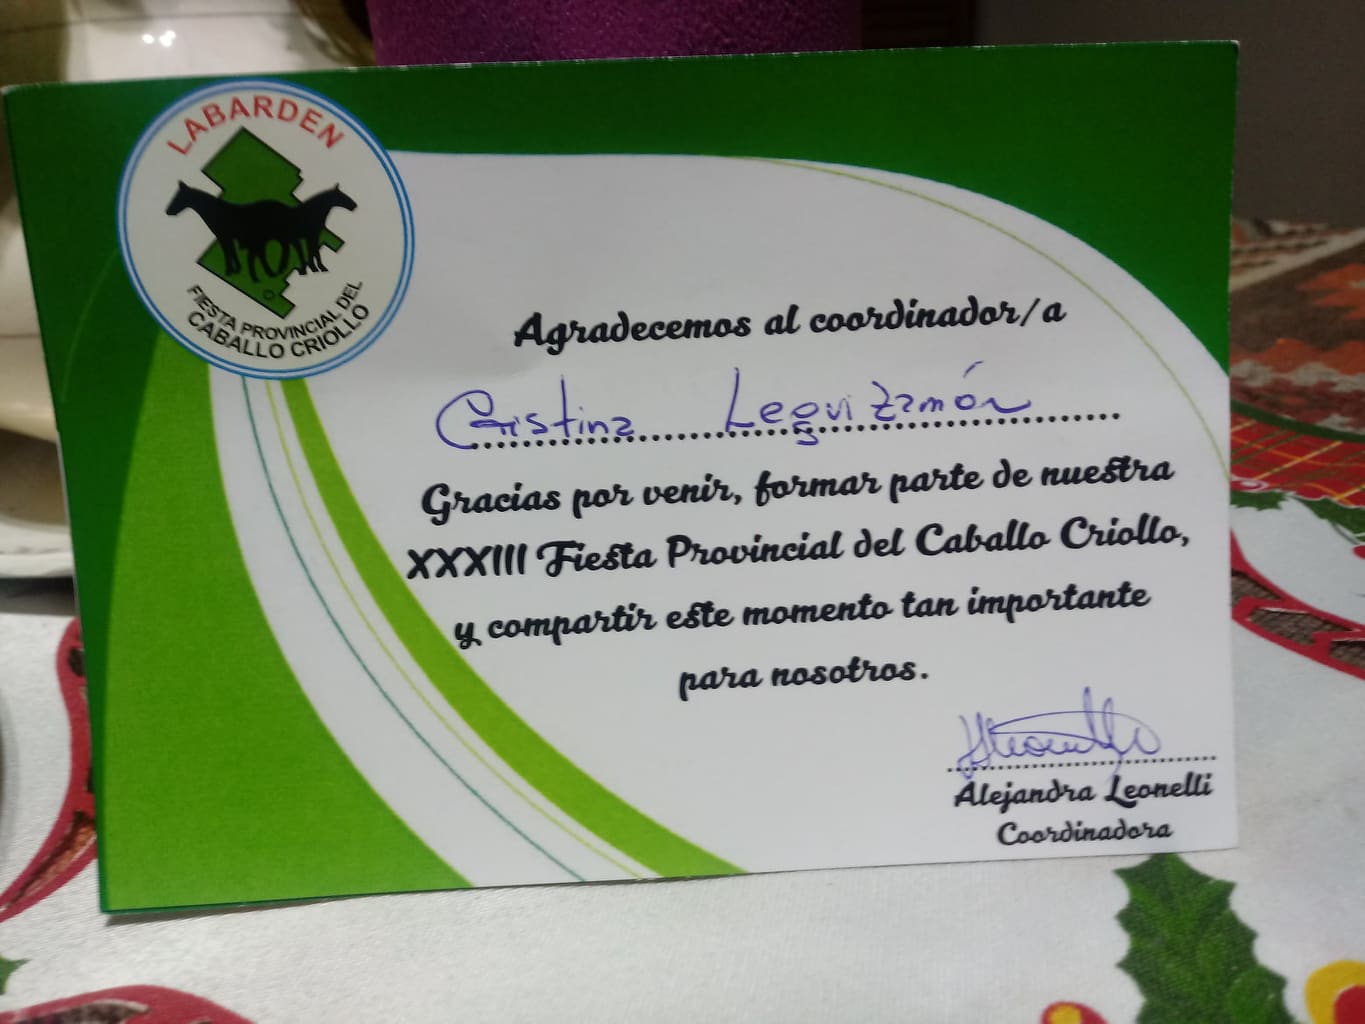 LABARDEN
FIESTA PROVINCIAL DEL
CABALLO CRIOLLO
Agradecemos al coordinador/a
Cristina Leguizamón
Gracias por venir, formar parte de nuestra
XXXIII Fiesta Provincial del Caballo Criollo,
y compartir este momento tan importante
para nosotros.
Alejandra Leonelli
Coordinadora